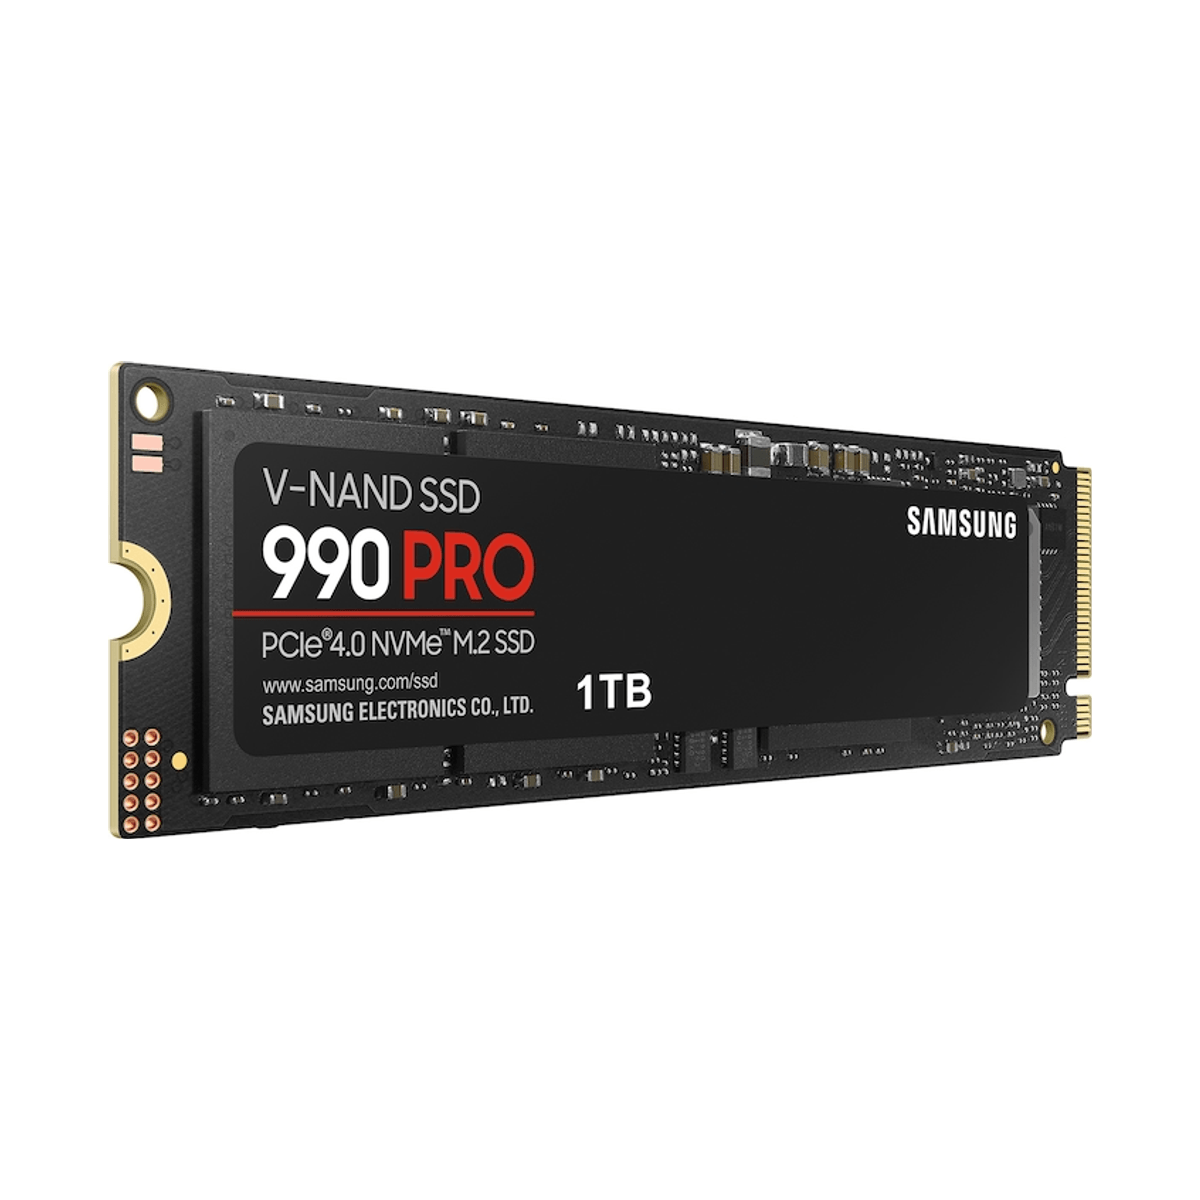 V-NAND SSD
990 PRO
PCIe®4.0 NVMe™ M.2 SSD
www.samsung.com/ssd
SAMSUNG ELECTRONICS CO., LTD.
1TB
SAMSUNG